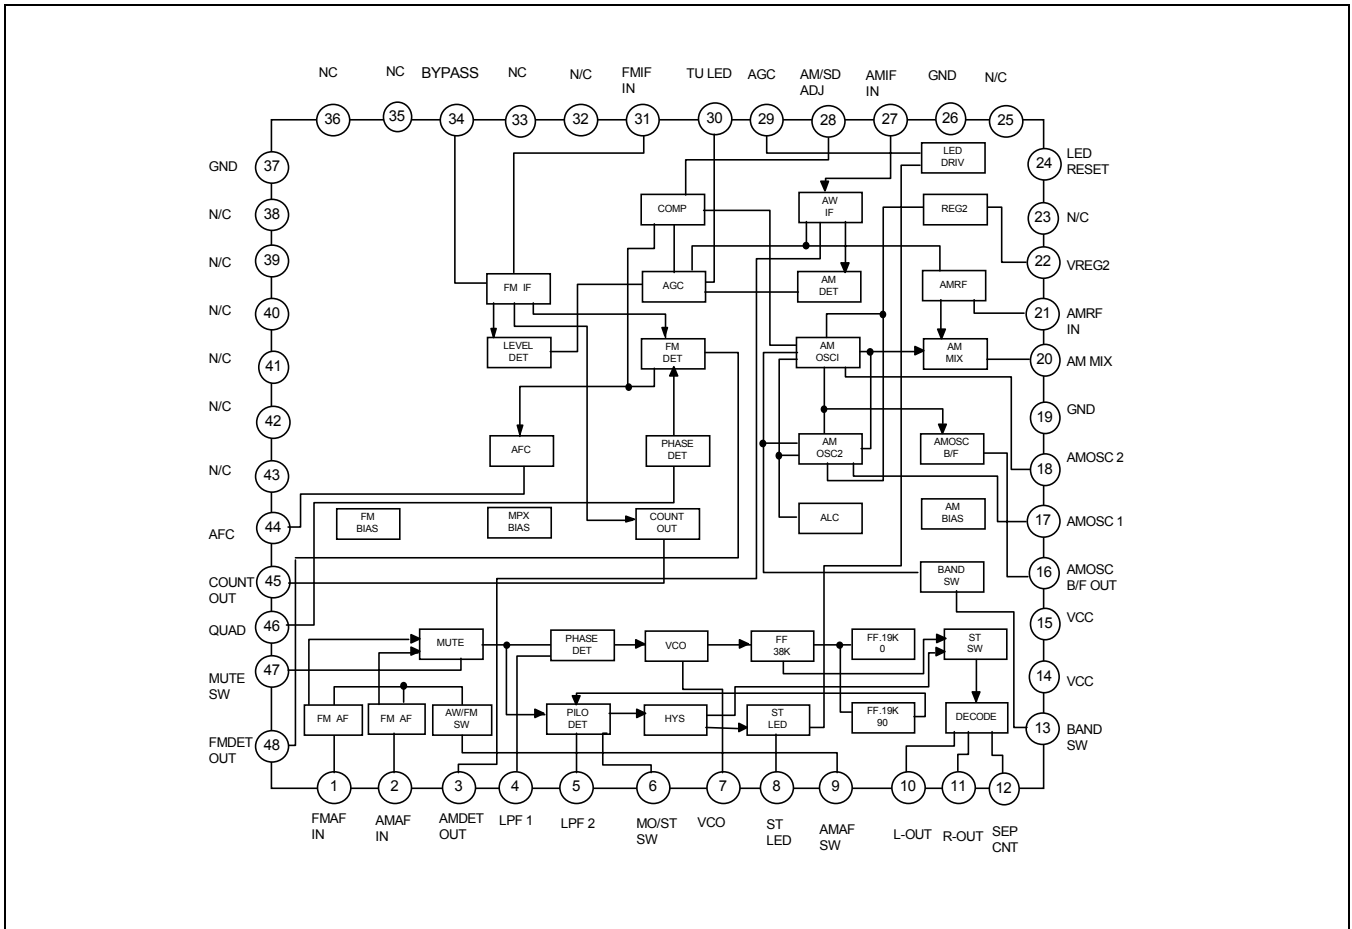 NC
NC
BYPASS
NC
N/C
FMIF
IN
TU LED
AGC
AM/SD
ADJ
AMIF
IN
GND
N/C
36
35
34
33
32
31
30
29
28
27
26
25
GND
37
N/C
38
N/C
39
N/C
40
N/C
41
N/C
42
N/C
43
AFC
44
COUNT
OUT
45
QUAD
46
MUTE
SW
47
FMDET
OUT
48
24
LED
RESET
23
N/C
22
VREG2
21
AMRF
IN
20
AM MIX
19
GND
18
AMOSC 2
17
AMOSC 1
16
AMOSC
B/F OUT
15
VCC
14
VCC
13
BAND
SW
LED
DRIV
COMP
AW
IF
REG2
FM IF
AGC
AM
DET
AMRF
LEVEL
DET
FM
DET
AM
OSCI
AM
MIX
AFC
PHASE
DET
AM
OSC2
AMOSC
B/F
FM
BIAS
MPX
BIAS
COUNT
OUT
ALC
AM
BIAS
BAND
SW
MUTE
PHASE
DET
VCO
FF
38K
FF.19K
0
ST
SW
FM AF
FM AF
AW/FM
SW
PILO
DET
HYS
ST
LED
FF.19K
90
DECODE
1
2
3
4
5
6
7
8
9
10
11
12
FMAF
IN
AMAF
IN
AMDET
OUT
LPF 1
LPF 2
MO/ST
SW
VCO
ST
LED
AMAF
SW
L-OUT
R-OUT
SEP
CNT